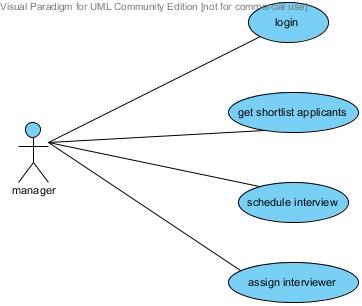 Visual Paradigm for UML Community Edition [not for commercial use]
login
get shortlist applicants
schedule interview
manager
assign interviewer